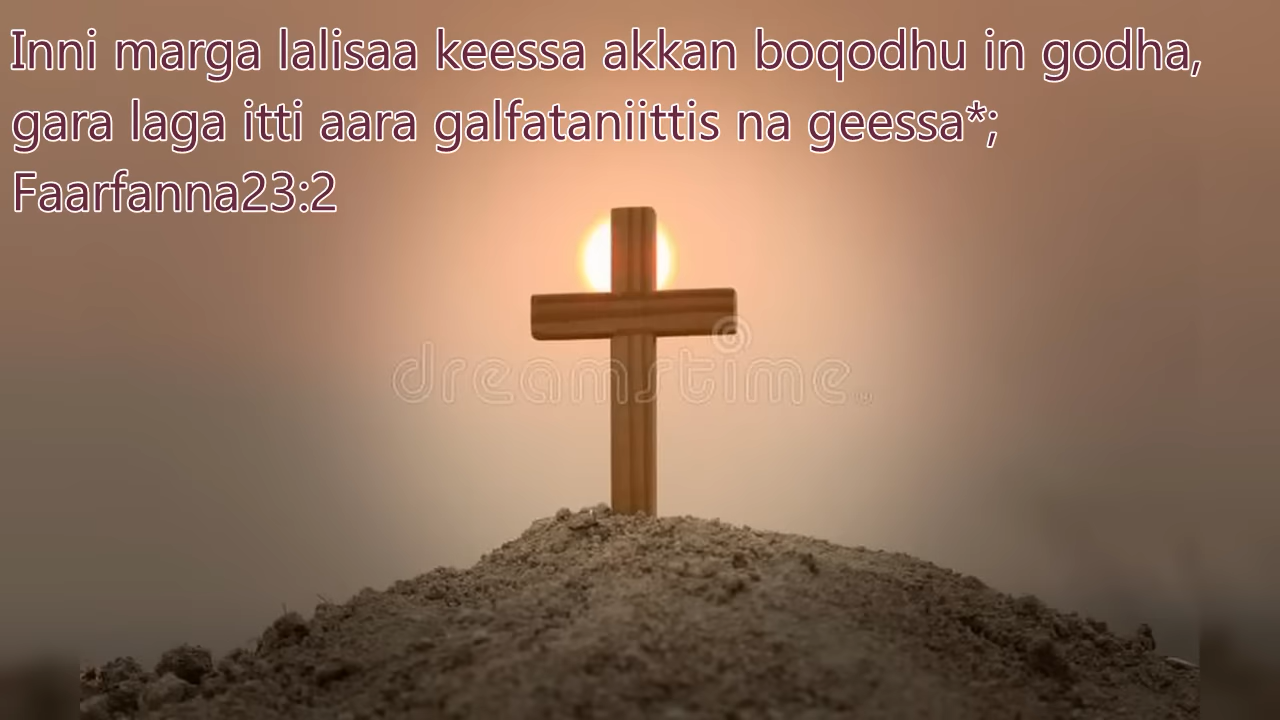 Inni marga lalisaa keessa akkan boqodhu in godha,
gara laga itti aara galfataniittis na geessa*;
Faarfanna23:2
dreamstime